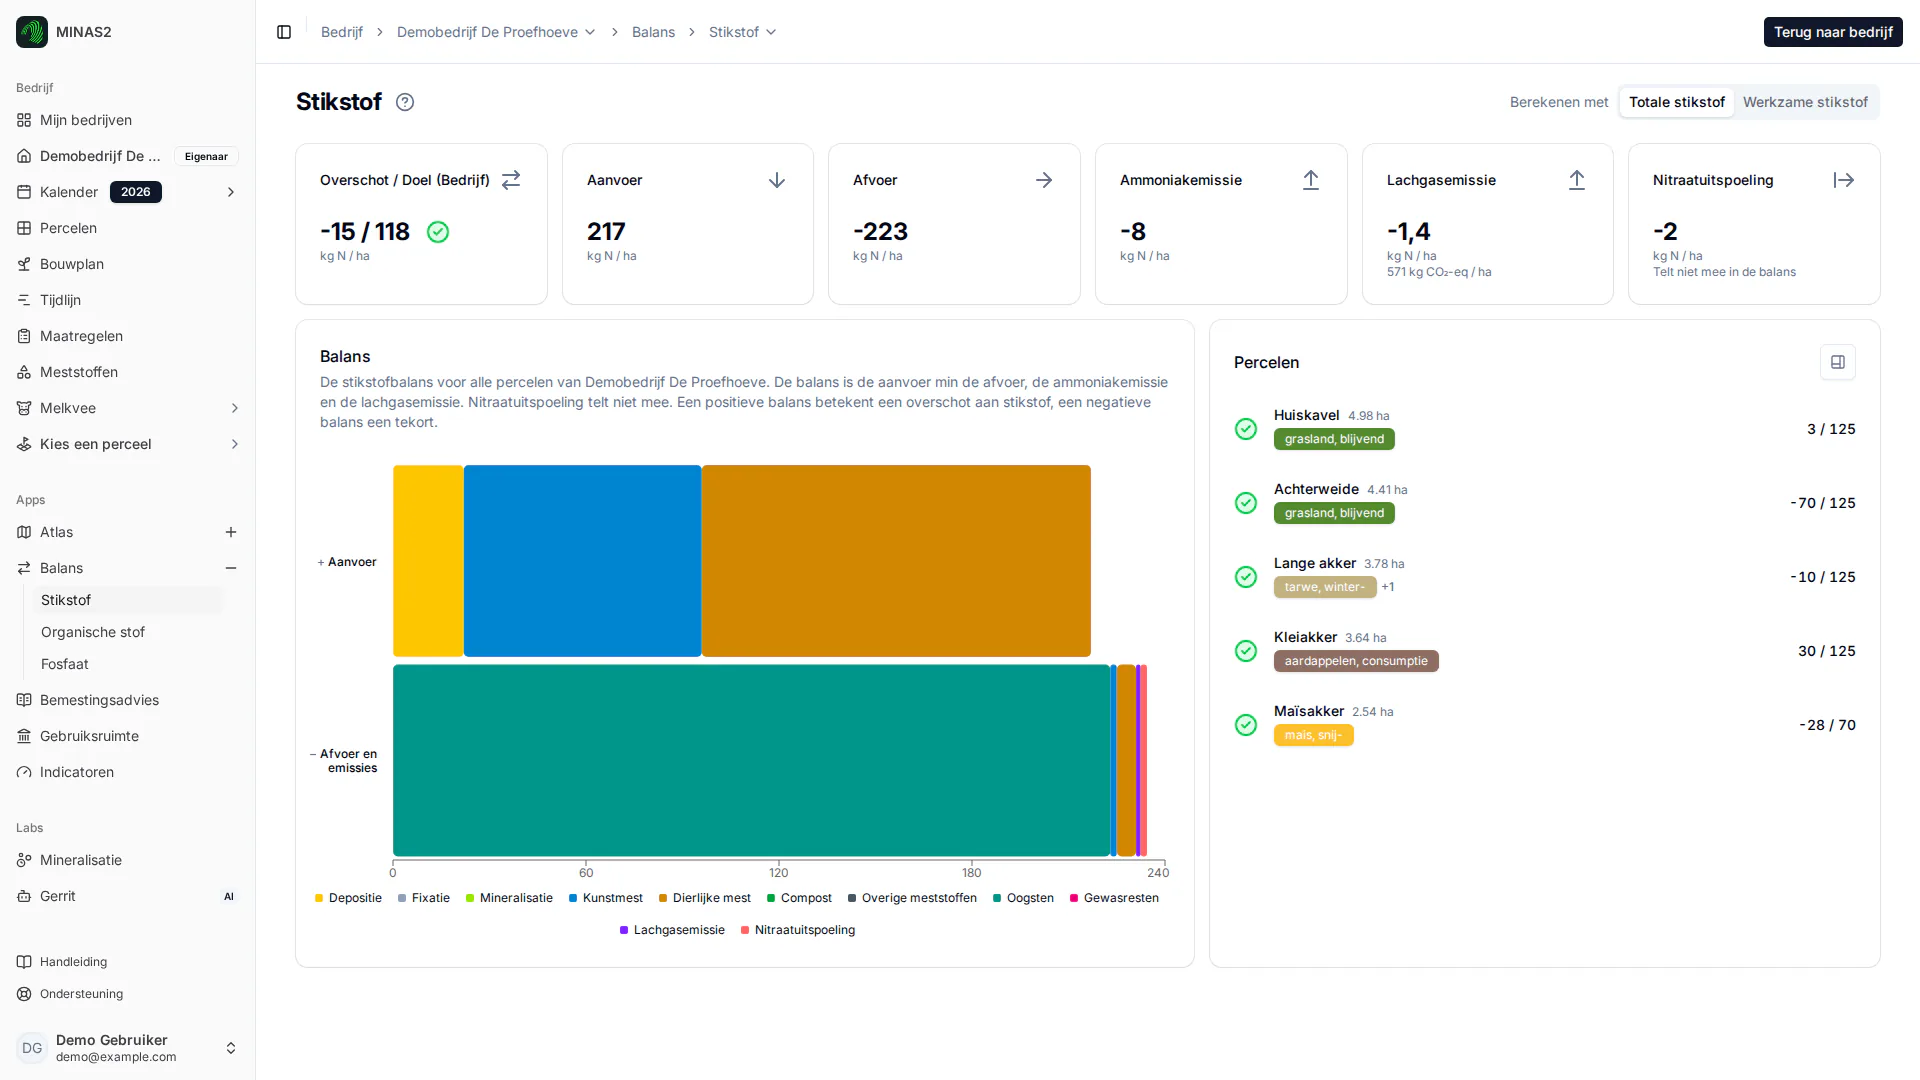 MINAS2
Bedrijf
Mijn bedrijven
Demobedrijf De ... Eigenaar
Kalender 2026
Percelen
Bouwplan
Tijdlijn
Maatregelen
Meststoffen
Melkvee
Kies een perceel
Apps
Atlas
Balans
Stikstof
Organische stof
Fosfaat
Bemestingsadvies
Gebruiksruimte
Indicatoren
Labs
Mineralisatie
Gerrit AI
Handleiding
Ondersteuning
DG
Demo Gebruiker
demo@example.com
Bedrijf > Demobedrijf De Proefhoeve > Balans > Stikstof
Terug naar bedrijf
Stikstof
Berekenen met Totale stikstof Werkzame stikstof
Overschot / Doel (Bedrijf)
-15 / 118
kg N / ha
Aanvoer
217
kg N / ha
Afvoer
-223
kg N / ha
Ammoniakemissie
-8
kg N / ha
Lachgasemissie
-1,4
kg N / ha
571 kg CO₂-eq / ha
Nitraatuitspoeling
-2
kg N / ha
Telt niet mee in de balans
Balans
De stikstofbalans voor alle percelen van Demobedrijf De Proefhoeve. De balans is de aanvoer min de afvoer, de ammoniakemissie
en de lachgasemissie. Nitraatuitspoeling telt niet mee. Een positieve balans betekent een overschot aan stikstof, een negatieve
balans een tekort.
+ Aanvoer
− Afvoer en
emissies
0 60 120 180 240
Depositie Fixatie Mineralisatie Kunstmest Dierlijke mest Compost Overige meststoffen Oogsten Gewasresten
Lachgasemissie Nitraatuitspoeling
Percelen
Huiskavel 4.98 ha
grasland, blijvend
3 / 125
Achterweide 4.41 ha
grasland, blijvend
-70 / 125
Lange akker 3.78 ha
tarwe, winter- +1
-10 / 125
Kleiakker 3.64 ha
aardappelen, consumptie
30 / 125
Maïsakker 2.54 ha
mais, snij-
-28 / 70